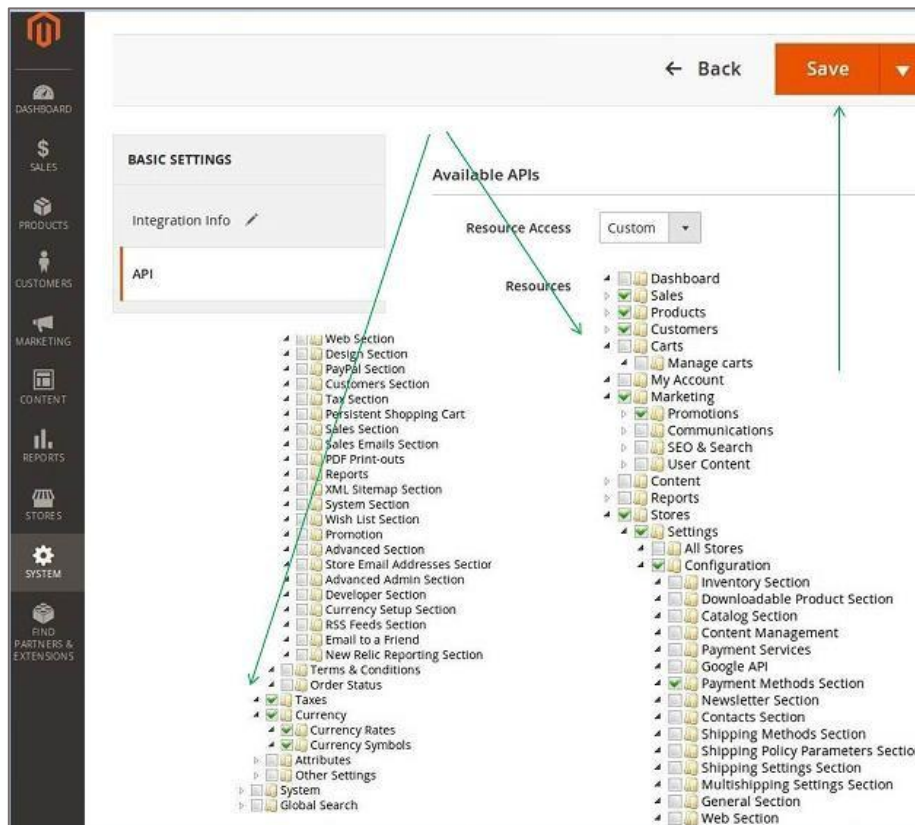 Back
Save
DASHBOARD
SALES
PRODUCTS
CUSTOMERS
MARKETING
CONTENT
REPORTS
STORES
SYSTEM
FIND
PARTNERS &
EXTENSIONS
BASIC SETTINGS
Integration Info
API
Available APIs
Resource Access
Custom
Resources
Dashboard
Sales
Products
Customers
Carts
Manage carts
My Account
Marketing
Promotions
Communications
SEO & Search
User Content
Content
Reports
Stores
Settings
All Stores
Configuration
Inventory Section
Downloadable Product Section
Catalog Section
Content Management
Payment Services
Google API
Payment Methods Section
Newsletter Section
Contacts Section
Shipping Methods Section
Shipping Policy Parameters Sectio
Shipping Settings Section
Multishipping Settings Section
General Section
Web Section
Web Section
Design Section
PayPal Section
Customers Section
Tax Section
Persistent Shopping Cart
Sales Section
Sales Emails Section
PDF Print-outs
Reports
XML Sitemap Section
System Section
Wish List Section
Promotion
Advanced Section
Store Email Addresses Section
Advanced Admin Section
Developer Section
Currency Setup Section
RSS Feeds Section
Email to a Friend
New Relic Reporting Section
Terms & Conditions
Order Status
Taxes
Currency
Currency Rates
Currency Symbols
Attributes
Other Settings
System
Global Search